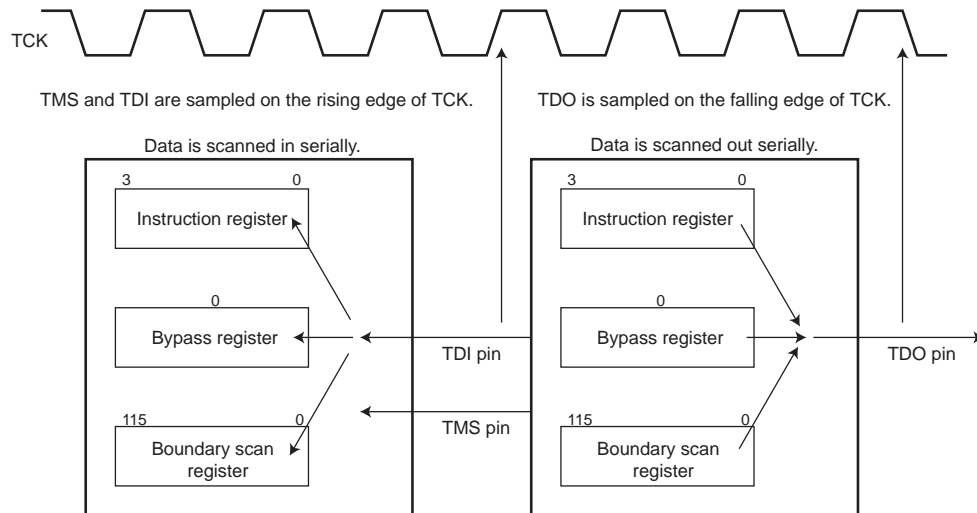 TCK
TMS and TDI are sampled on the rising edge of TCK.
TDO is sampled on the falling edge of TCK.
Data is scanned in serially.
Data is scanned out serially.
3 0
Instruction register
3 0
Instruction register
0
Bypass register
0
Bypass register
TDI pin
TDO pin
TMS pin
115 0
Boundary scan
register
115 0
Boundary scan
register